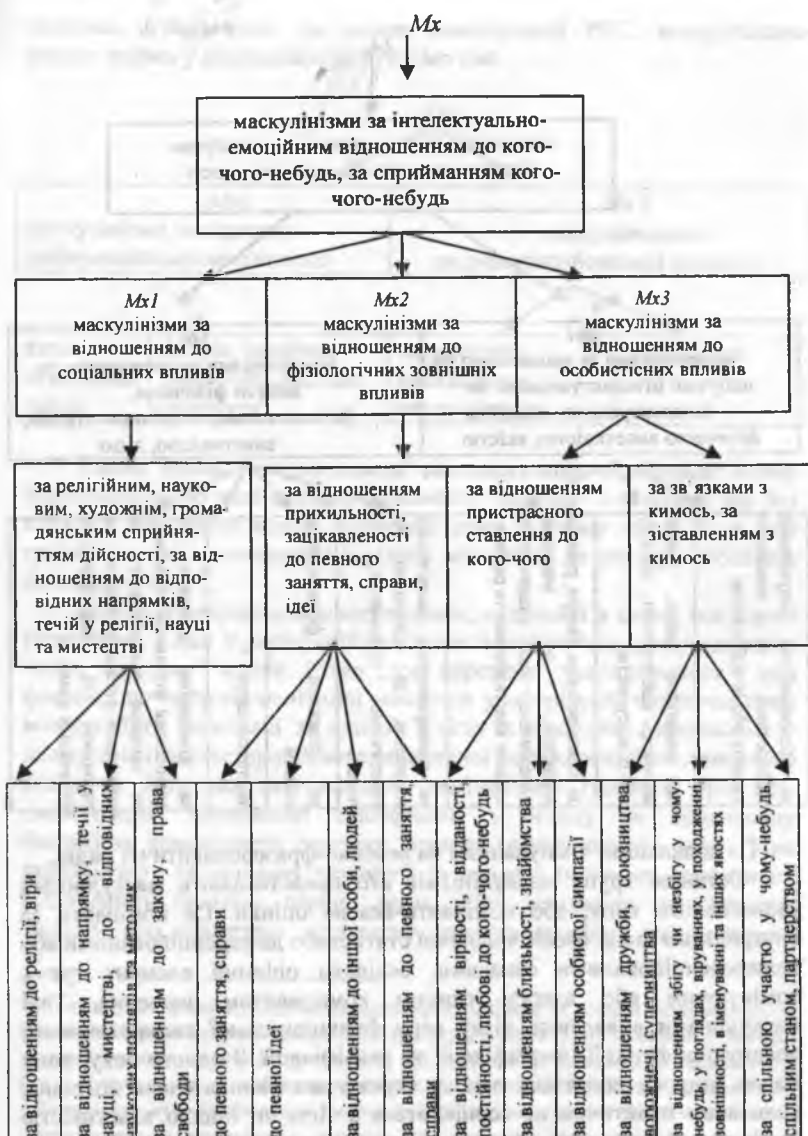 Мх
маскулінізми за інтелектуально-
емоційним відношенням до кого-
чого-небудь, за сприйманням кого-
чого-небудь
Мх1
маскулінізми за
відношенням до
соціальних впливів
Мх2
маскулінізми за
відношенням до
фізіологічних зовнішніх
впливів
Мх3
маскулінізми за
відношенням до
особистісних впливів
за релігійним, науко-
вим, художнім, грома-
дянським сприйня-
ттям дійсності, за від-
ношенням до відпо-
відних напрямків,
течій у релігії, науці
та мистецтві
за відношенням
прихильності,
зацікавленості
до певного
заняття, справи,
ідеї
за відношенням
пристрасного
ставлення до
кого-чого
за зв᾽язками з
кимось, за
зіставленням з
кимось
за відношенням до релігії, віри
за відношенням до напрямку течії у
науці, мистецтві, до відповідних
наукових поглядів та методик
за відношенням до закону права,
свободи
до певного заняття, справи
до певної ідеї
за відношенням до іншої особи, людей
за відношенням до певного заняття,
справи
за відношенням вірності, відданості,
постійності, любові до кого-чого-небудь
за відношенням близькості, знайомства
за відношенням особистої симпатії
за відношенням дружби, союзництва,
ворожнечі, суперництва
за відношенням збігу чи незбігу у чому-
небудь, у поглядах, віруваннях, у походженні,
зовнішності, в іменуванні та інших якостях
за спільною участю у чому-небудь,
спільним станом, партнерством